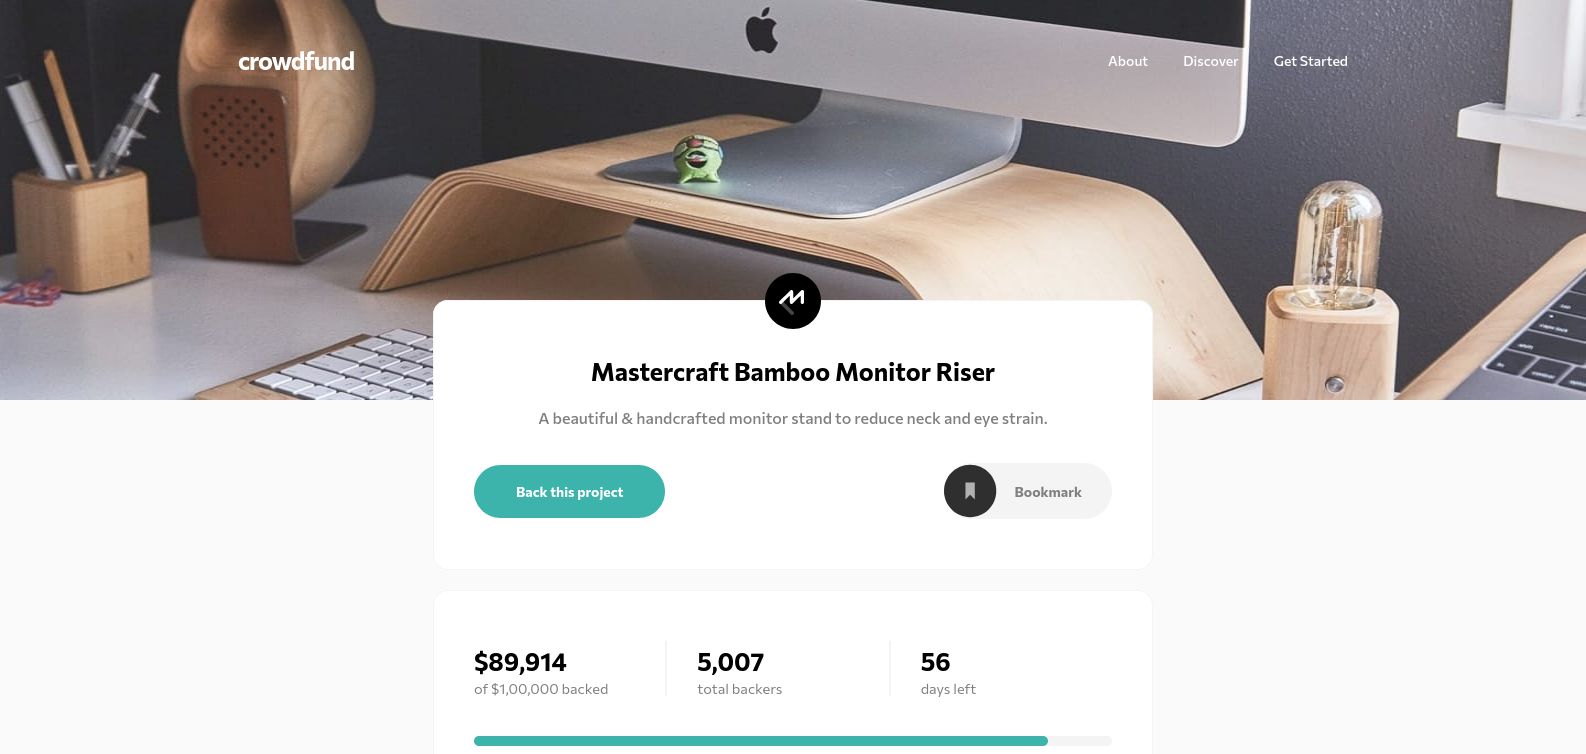 crowdfund
About Discover Get Started
Mastercraft Bamboo Monitor Riser
A beautiful & handcrafted monitor stand to reduce neck and eye strain.
Back this project
Bookmark
$89,914
of $1,00,000 backed
5,007
total backers
56
days left